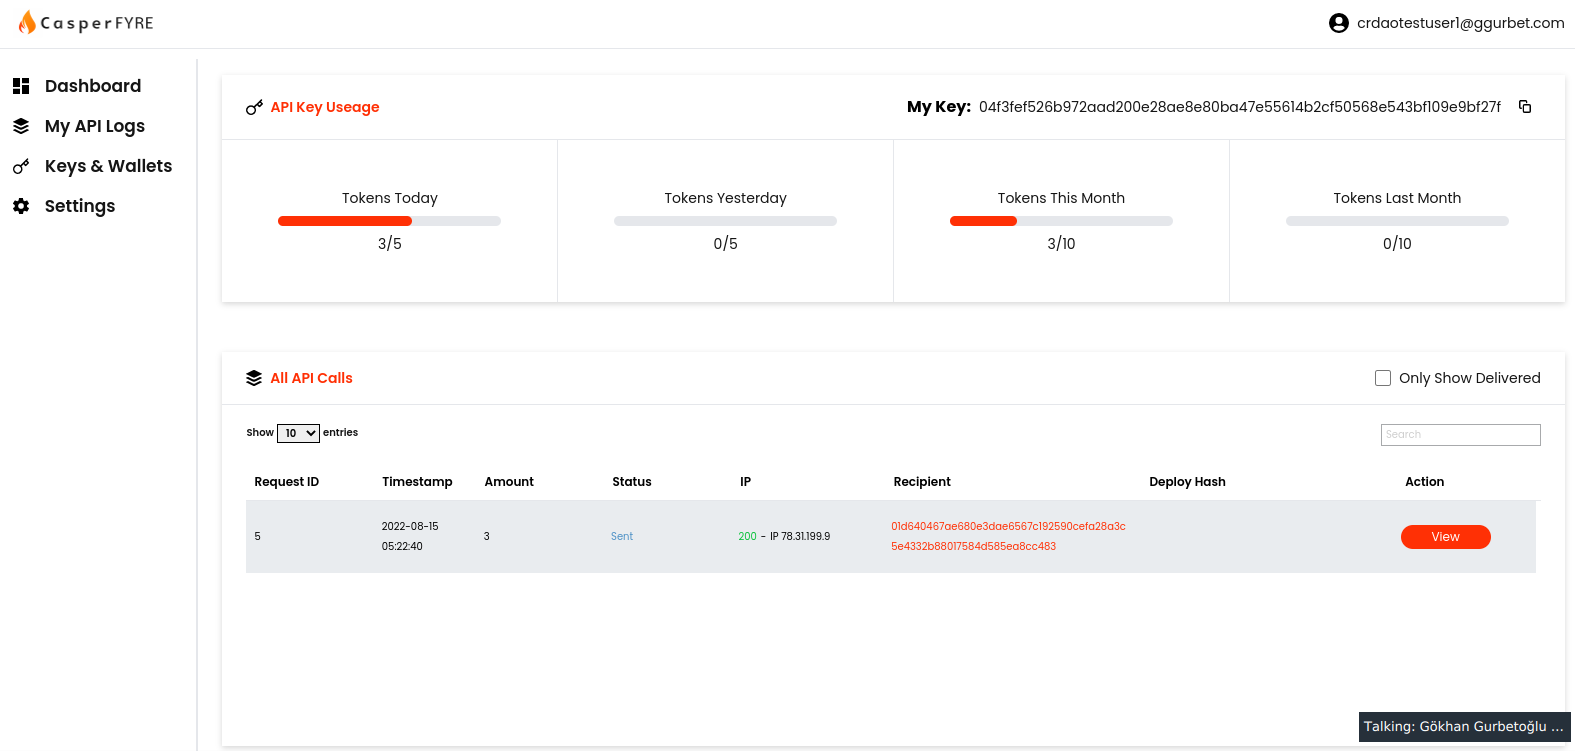 CasperFYRE
crdaotestuser1@ggurbet.com
Dashboard
My API Logs
Keys & Wallets
Settings
API Key Useage
My Key: 04f3fef526b972aad200e28ae8e80ba47e55614b2cf50568e543bf109e9bf27f
Tokens Today
3/5
Tokens Yesterday
0/5
Tokens This Month
3/10
Tokens Last Month
0/10
All API Calls
Only Show Delivered
Show 10 entries
Search
Request ID Timestamp Amount Status IP Recipient Deploy Hash Action
5 2022-08-15 3 Sent 200 - IP 78.31.199.9 01d640467ae680e3dae6567c192590cefa28a3c View
05:22:40 5e4332b88017584d585ea8cc483
Talking: Gökhan Gurbetoğlu ...